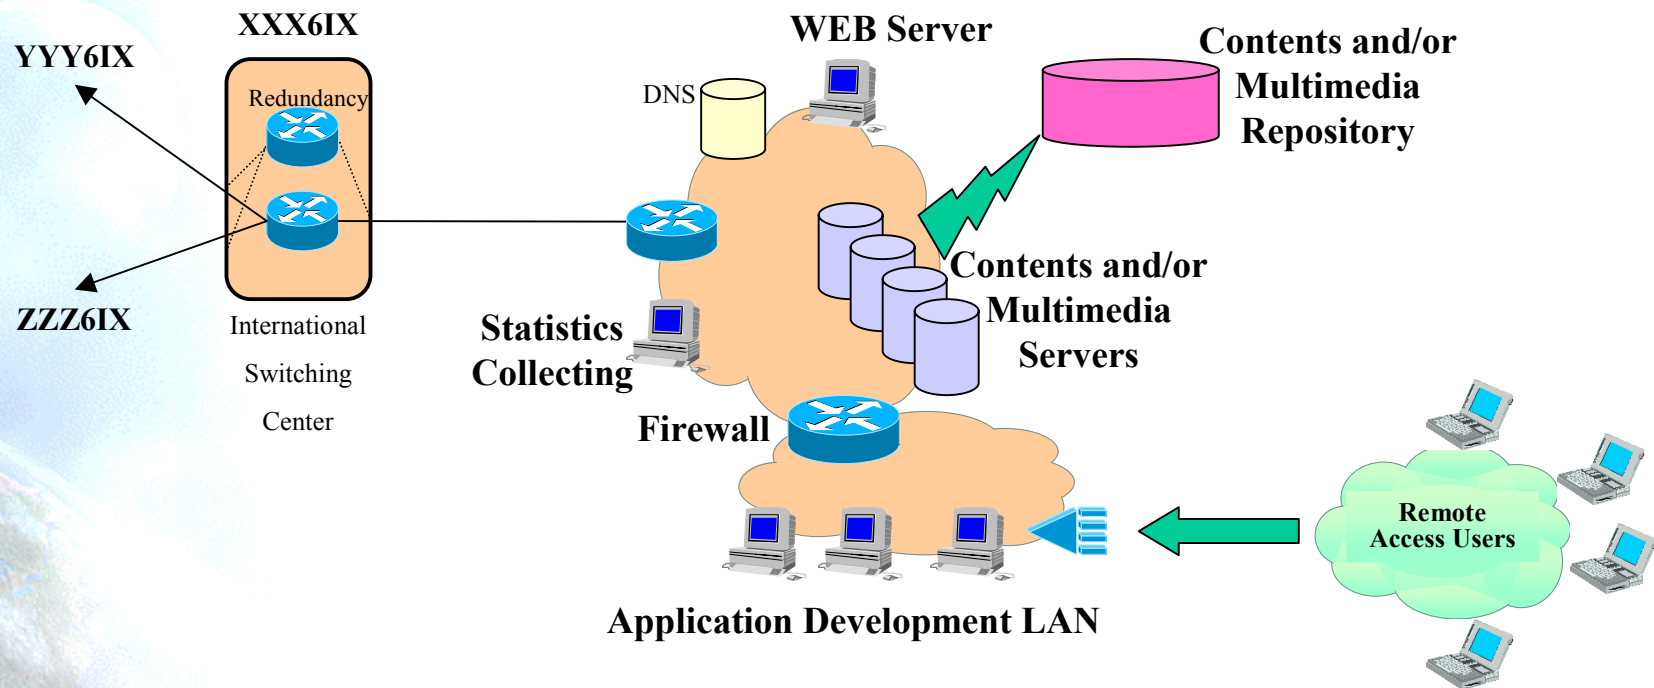 XXX6IX
YYY6IX
Redundancy
ZZZ6IX
International
Switching
Center
WEB Server
DNS
Contents and/or
Multimedia
Repository
Contents and/or
Multimedia
Servers
Statistics
Collecting
Firewall
Remote
Access Users
Application Development LAN